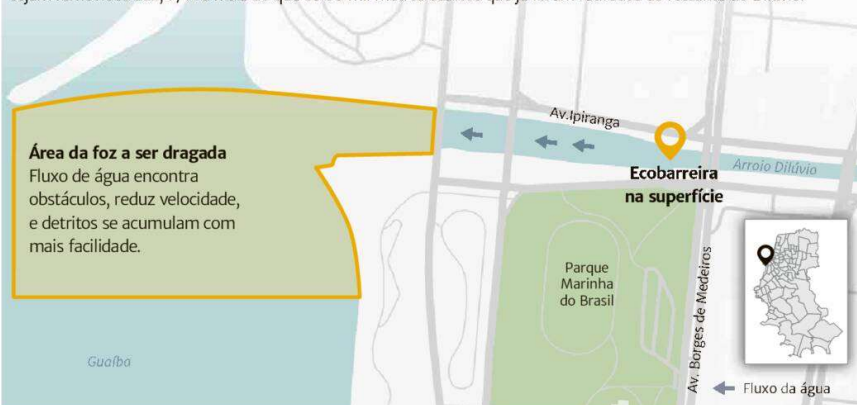 Área da foz a ser dragada
Fluxo de água encontra
obstáculos, reduz velocidade,
e detritos se acumulam com
mais facilidade.
Av.Ipiranga
Ecobarreira
na superfície
Arroio Dilúvio
Parque
Marinha
do Brasil
Av. Borges de Medeiros
Guaíba
Fluxo da água